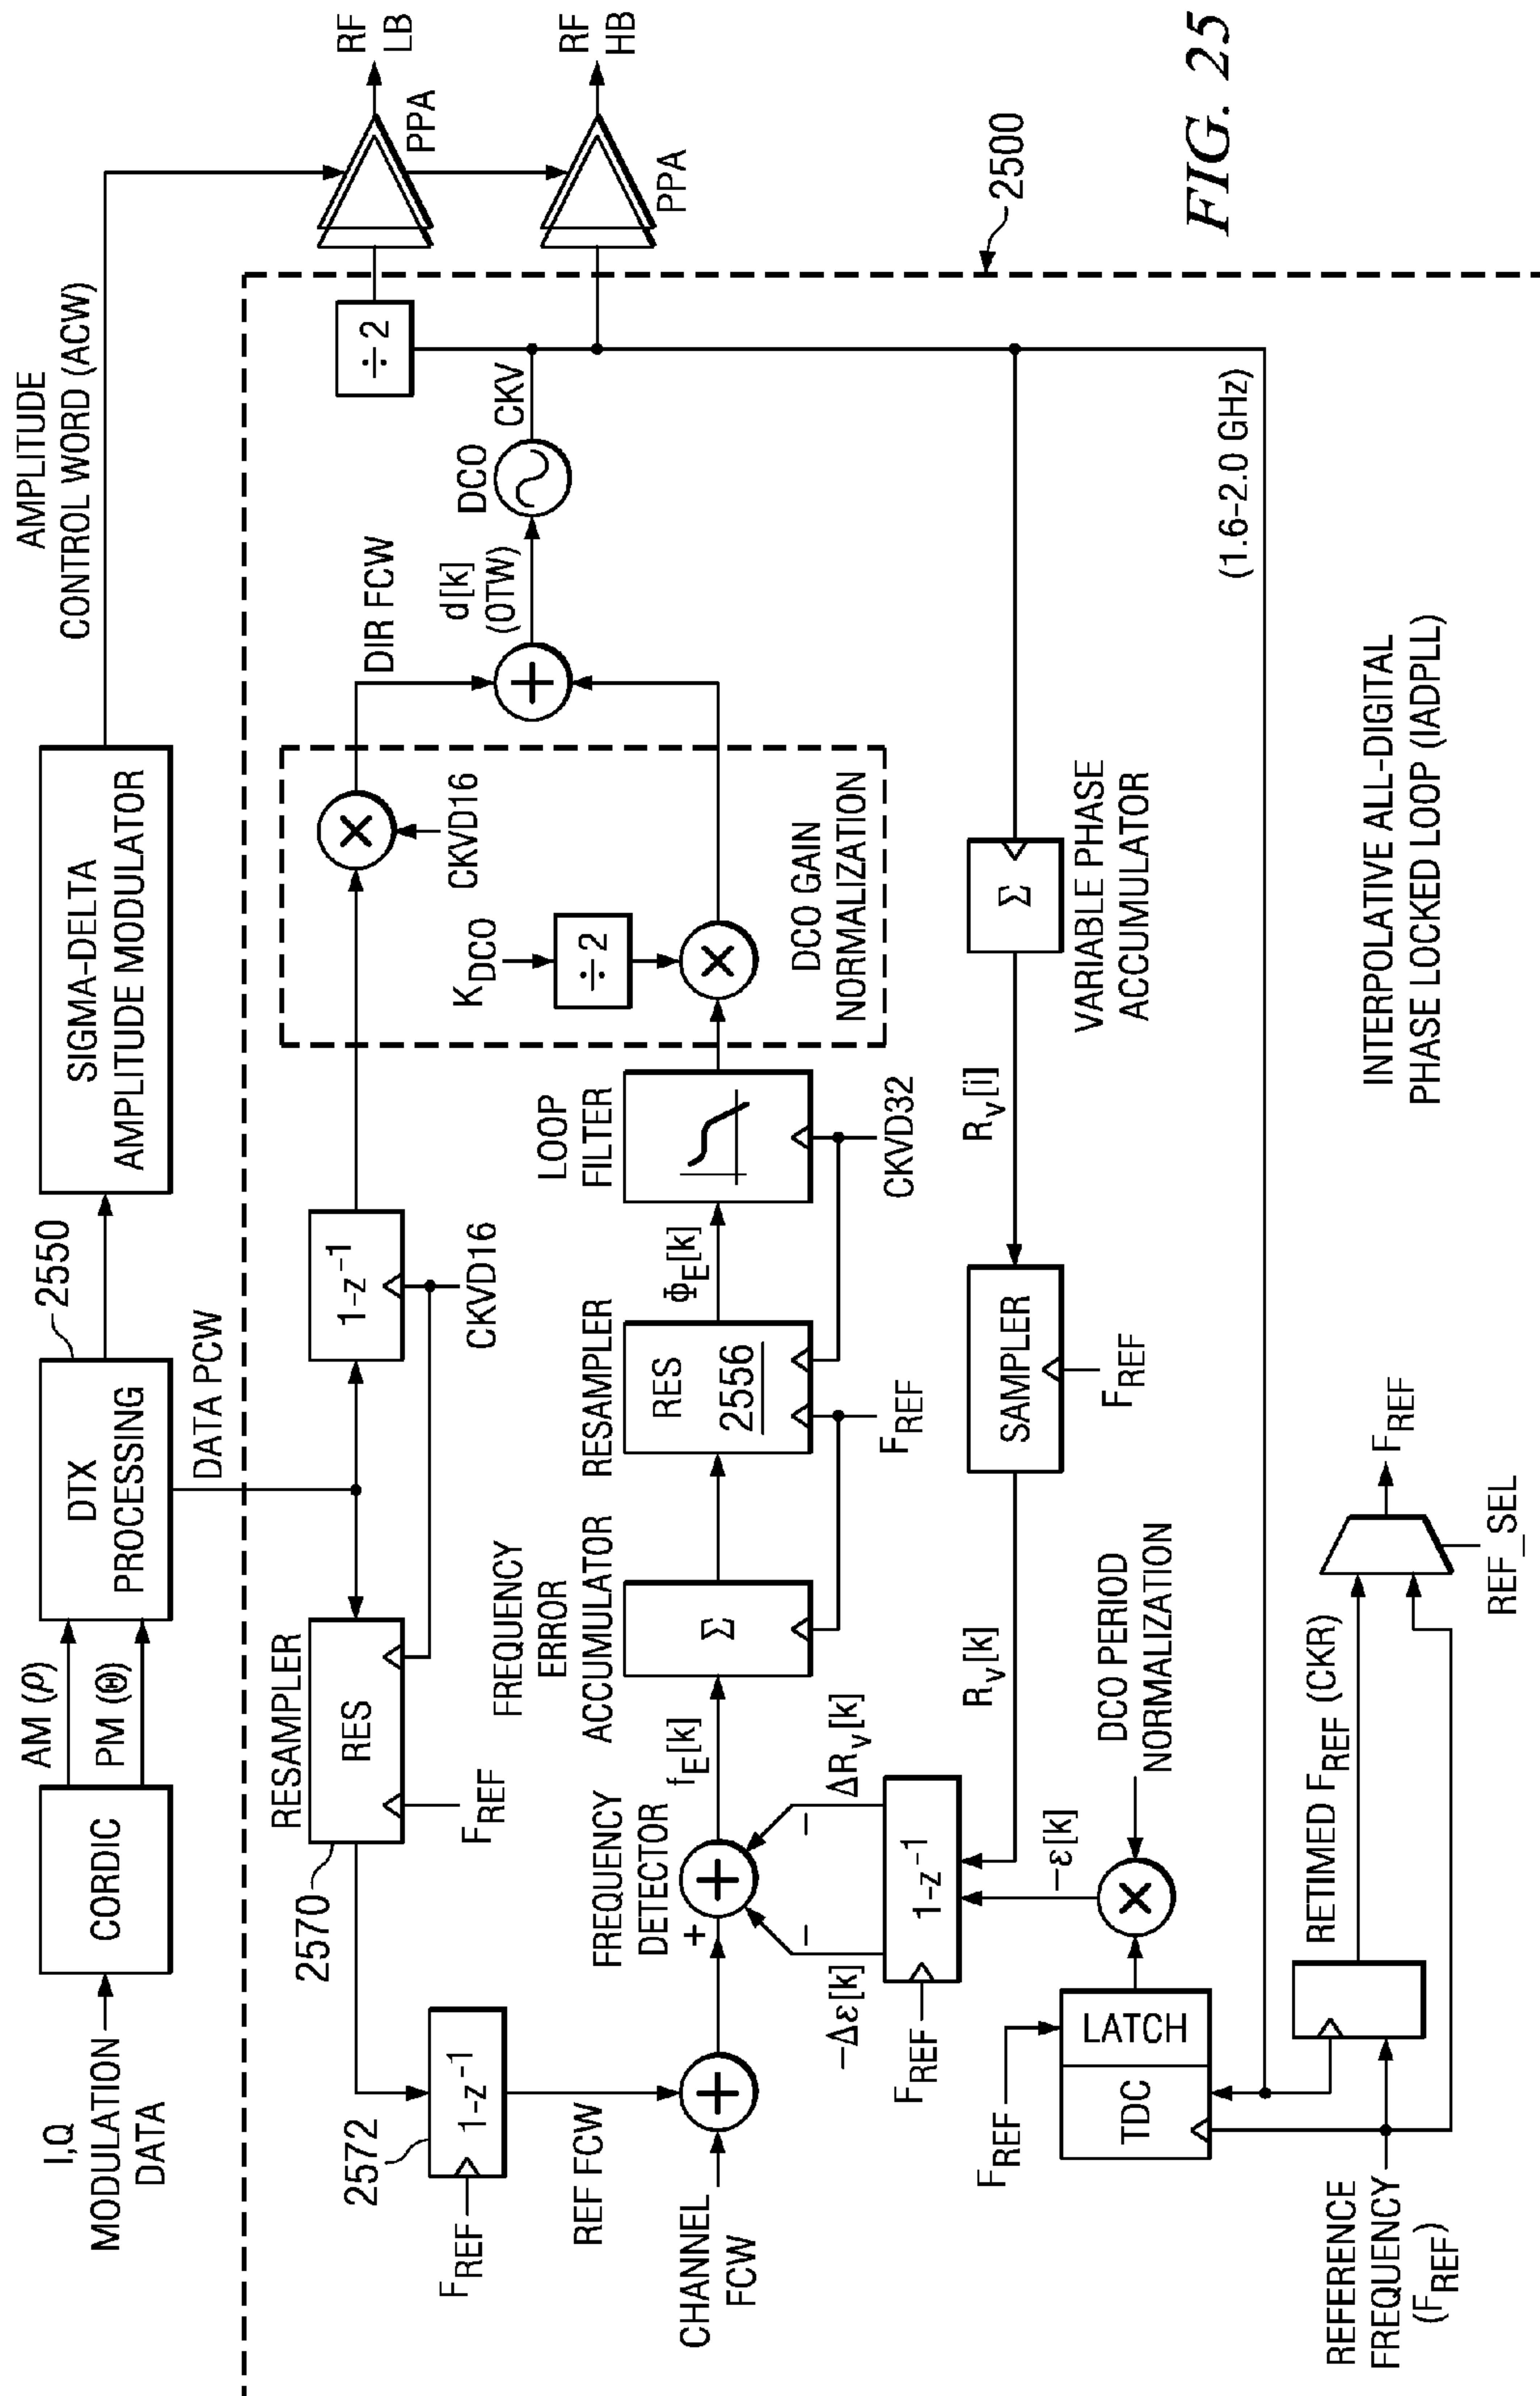 AMPLITUDE
CONTROL WORD (ACW)
SIGMA-DELTA
AMPLITUDE MODULATOR
2550
DTX
PROCESSING
AM (ρ)
PM (Θ)
CORDIC
I,Q
MODULATION
DATA
DATA PCW
RF
LB
PPA
RF
HB
PPA
÷2
2500
FIG. 25
RESAMPLER
RES
2570
F_REF
1-z⁻¹
CKVD16
CKVD16
DIR FCW
d[k]
(OTW)
DCO
CKV
K_DCO
÷2
DCO GAIN
NORMALIZATION
2572
1-z⁻¹
F_REF
REF FCW
CHANNEL
FCW
FREQUENCY
DETECTOR
+
−
−
f_E[k]
FREQUENCY
ERROR
ACCUMULATOR
Σ
RESAMPLER
RES
2556
F_REF
Φ_E[k]
LOOP
FILTER
CKVD32
-Δε[k]
ΔR_v[k]
1-z⁻¹
F_REF
R_v[k]
SAMPLER
F_REF
R_v[i]
Σ
VARIABLE PHASE
ACCUMULATOR
(1.6-2.0 GHz)
-ε[k]
DCO PERIOD
NORMALIZATION
F_REF
TDC
LATCH
REFERENCE
FREQUENCY
(F_REF)
RETIMED F_REF (CKR)
F_REF
REF_SEL
INTERPOLATIVE ALL-DIGITAL
PHASE LOCKED LOOP (IADPLL)